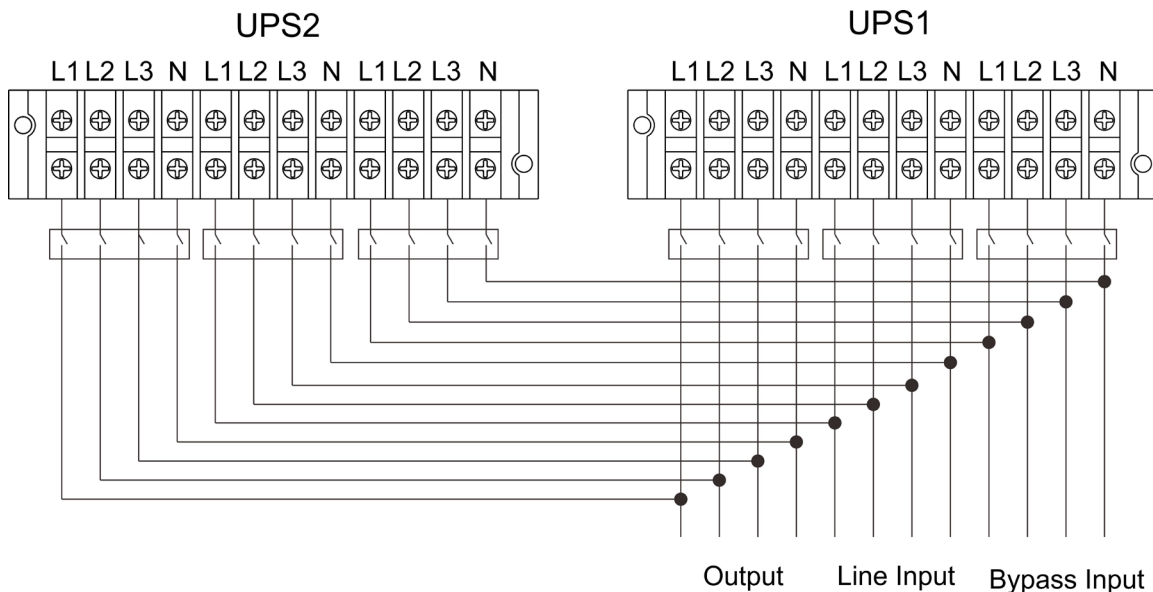 UPS2 UPS1
L1 L2 L3 N L1 L2 L3 N L1 L2 L3 N L1 L2 L3 N L1 L2 L3 N L1 L2 L3 N
Output Line Input Bypass Input